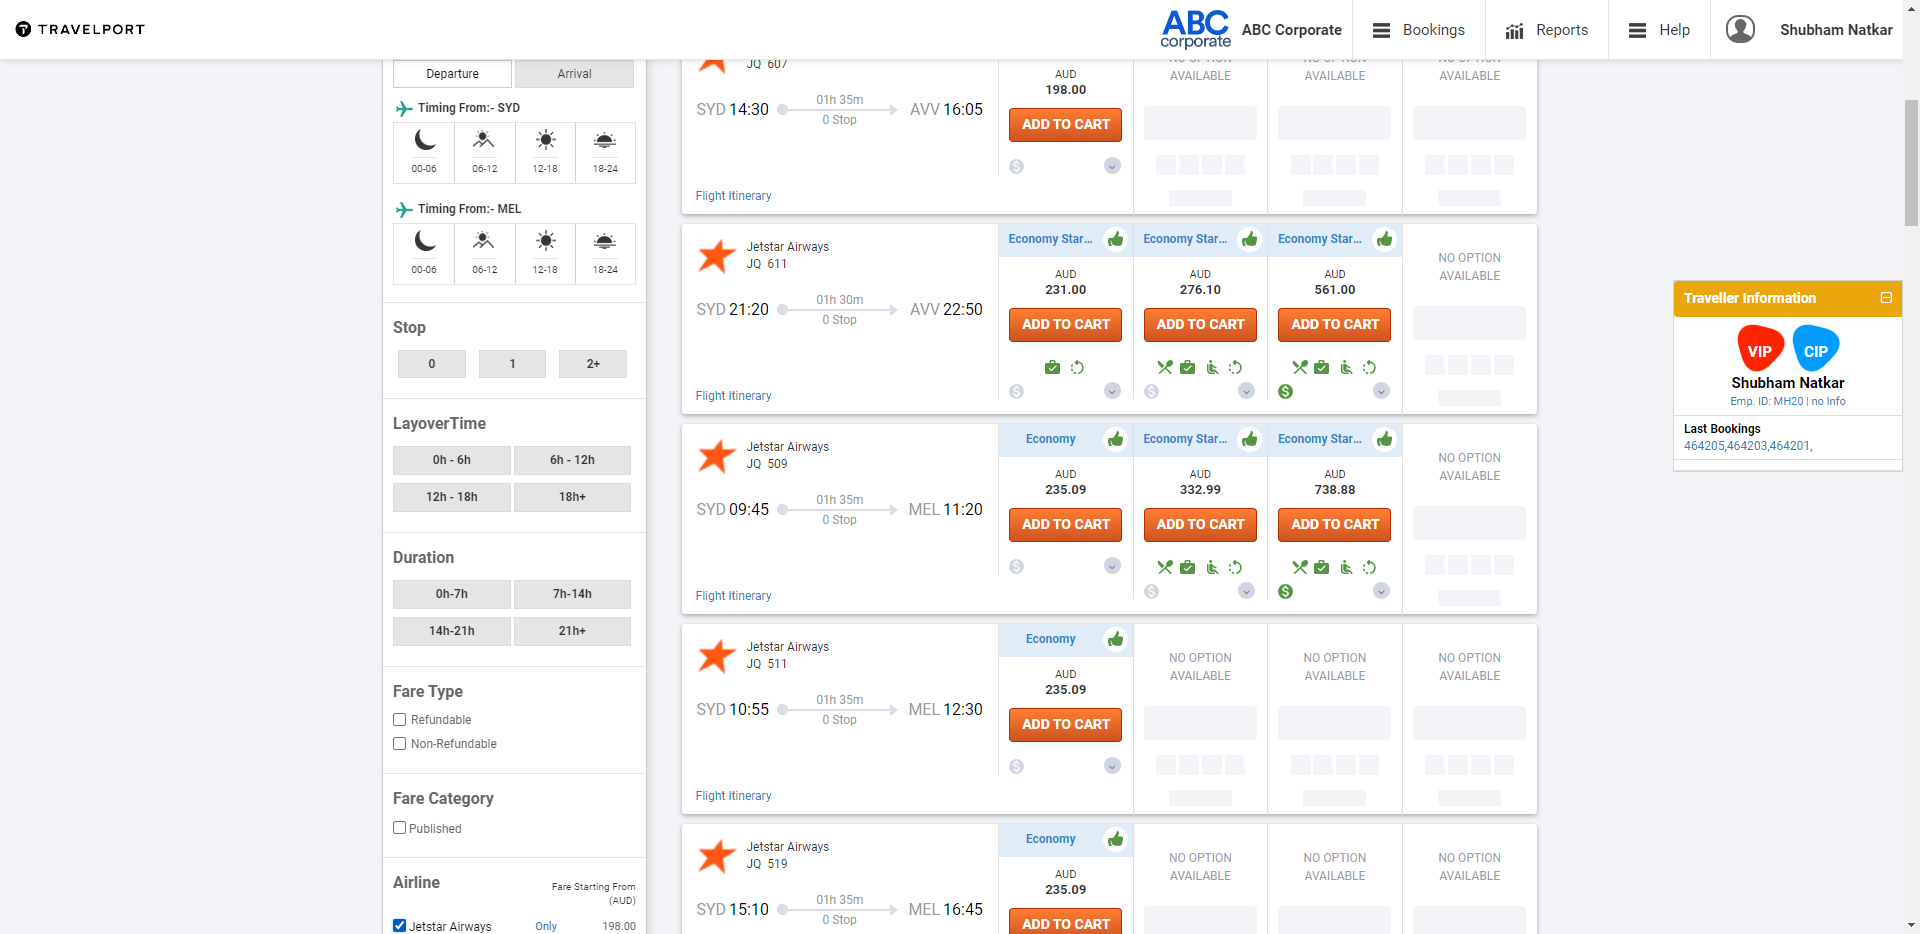 TRAVELPORT
ABC
corporate
ABC Corporate
Bookings
Reports
Help
Shubham Natkar
Departure
Arrival
Timing From:- SYD
00-06
06-12
12-18
18-24
Timing From:- MEL
00-06
06-12
12-18
18-24
Stop
0
1
2+
LayoverTime
0h - 6h
6h - 12h
12h - 18h
18h+
Duration
0h-7h
7h-14h
14h-21h
21h+
Fare Type
Refundable
Non-Refundable
Fare Category
Published
Airline
Fare Starting From
(AUD)
Jetstar Airways
Only
198.00
JQ 607
SYD 14:30
01h 35m
0 Stop
AVV 16:05
Flight Itinerary
AUD
198.00
ADD TO CART
NO OPTION
AVAILABLE
NO OPTION
AVAILABLE
NO OPTION
AVAILABLE
Jetstar Airways
JQ 611
SYD 21:20
01h 30m
0 Stop
AVV 22:50
Flight Itinerary
Economy Star...
AUD
231.00
ADD TO CART
Economy Star...
AUD
276.10
ADD TO CART
Economy Star...
AUD
561.00
ADD TO CART
NO OPTION
AVAILABLE
Jetstar Airways
JQ 509
SYD 09:45
01h 35m
0 Stop
MEL 11:20
Flight Itinerary
Economy
AUD
235.09
ADD TO CART
Economy Star...
AUD
332.99
ADD TO CART
Economy Star...
AUD
738.88
ADD TO CART
NO OPTION
AVAILABLE
Jetstar Airways
JQ 511
SYD 10:55
01h 35m
0 Stop
MEL 12:30
Flight Itinerary
Economy
AUD
235.09
ADD TO CART
NO OPTION
AVAILABLE
NO OPTION
AVAILABLE
NO OPTION
AVAILABLE
Jetstar Airways
JQ 519
SYD 15:10
01h 35m
0 Stop
MEL 16:45
Economy
AUD
235.09
ADD TO CART
NO OPTION
AVAILABLE
NO OPTION
AVAILABLE
NO OPTION
AVAILABLE
Traveller Information
VIP
CIP
Shubham Natkar
Emp. ID: MH20 | no Info
Last Bookings
464205,464203,464201,